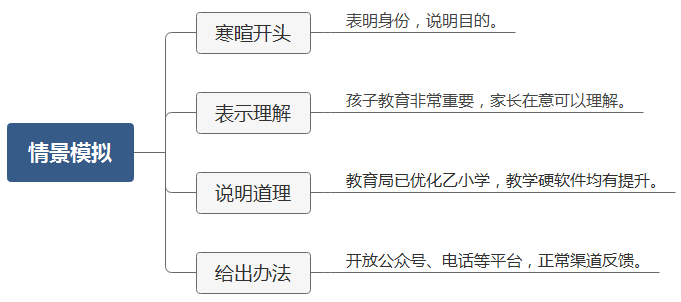 情景模拟
寒暄开头
表明身份，说明目的。
表示理解
孩子教育非常重要，家长在意可以理解。
说明道理
教育局已优化乙小学，教学硬软件均有提升。
给出办法
开放公众号、电话等平台，正常渠道反馈。